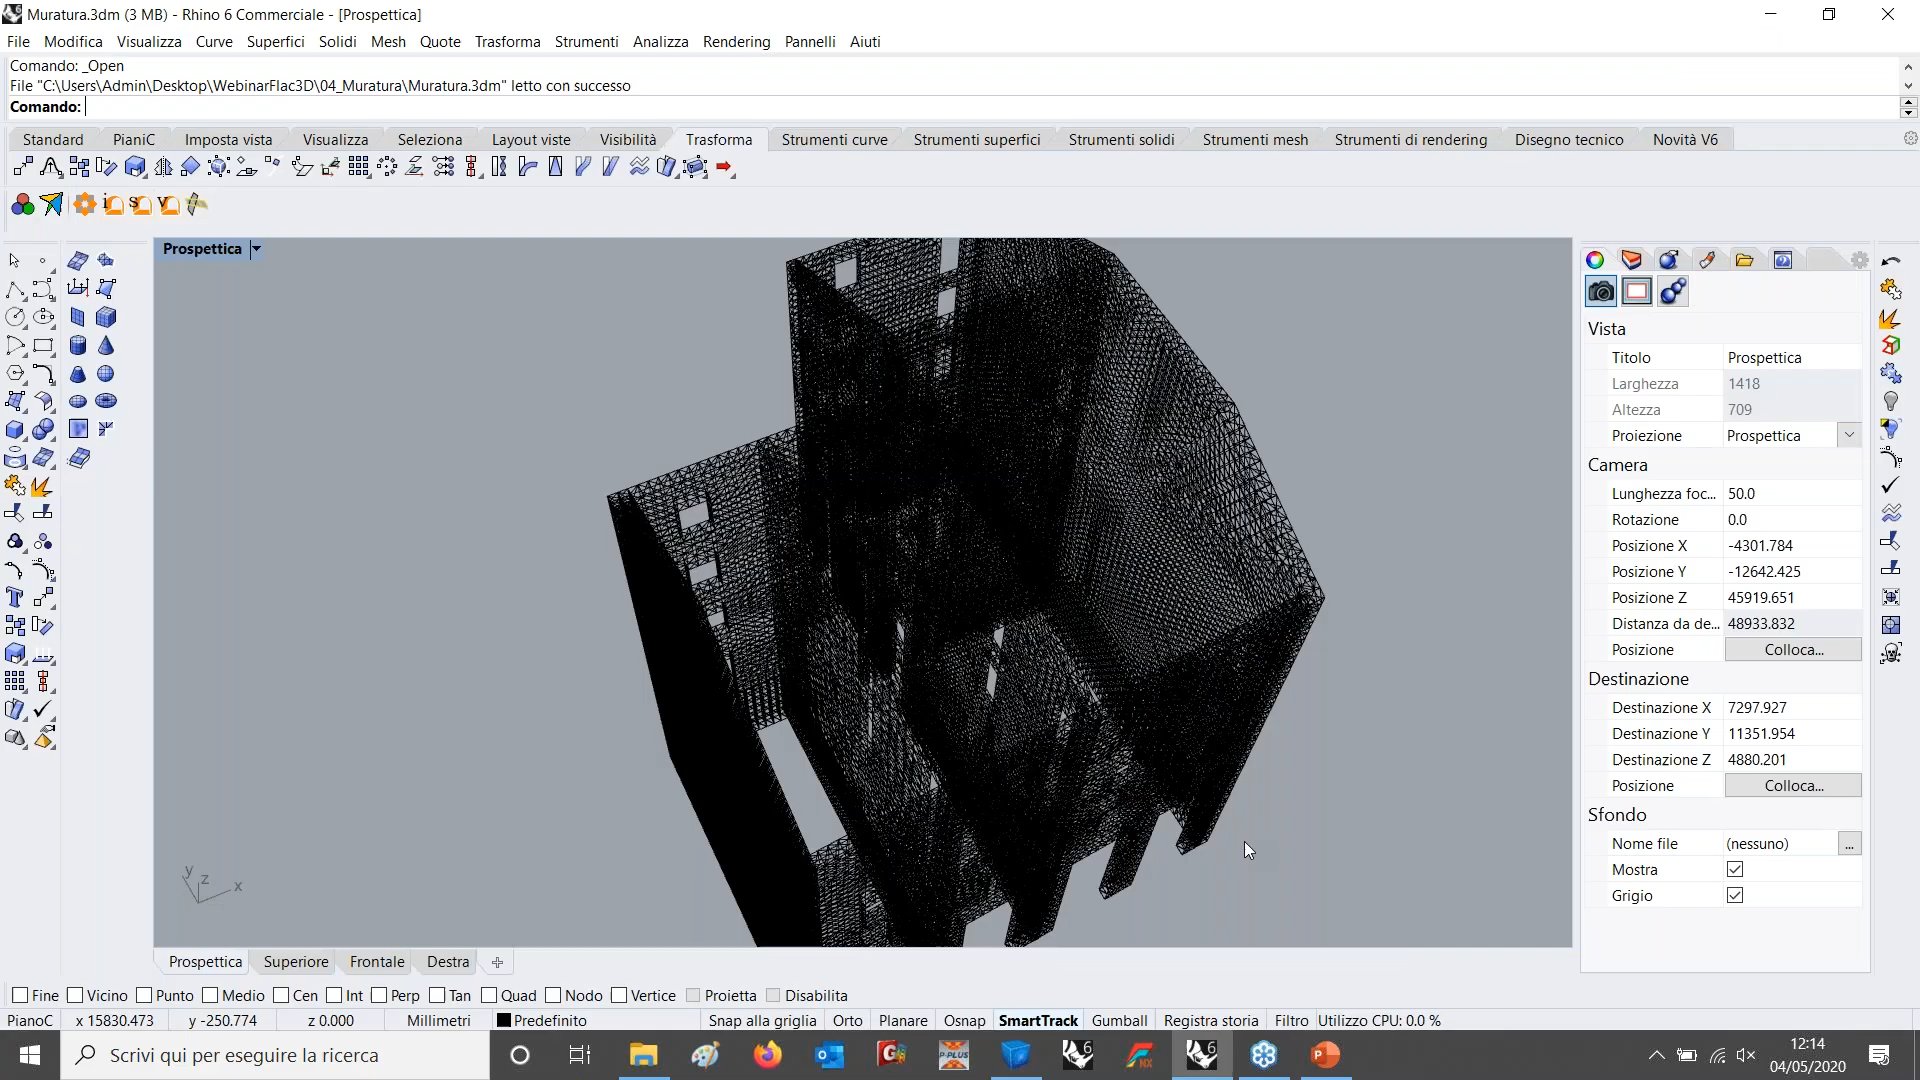 Muratura.3dm (3 MB) - Rhino 6 Commerciale - [Prospettica]
File Modifica Visualizza Curve Superfici Solidi Mesh Quote Trasforma Strumenti Analizza Rendering Pannelli Aiuti
Comando: _Open
File "C:\Users\Admin\Desktop\WebinarFlac3D\04_Muratura\Muratura.3dm" letto con successo
Comando:
Standard PianiC Imposta vista Visualizza Seleziona Layout viste Visibilità Trasforma Strumenti curve Strumenti superfici Strumenti solidi Strumenti mesh Strumenti di rendering Disegno tecnico Novità V6
Prospettica
Vista
Titolo Prospettica
Larghezza 1418
Altezza 709
Proiezione Prospettica
Camera
Lunghezza foc... 50.0
Rotazione 0.0
Posizione X -4301.784
Posizione Y -12642.425
Posizione Z 45919.651
Distanza da de... 48933.832
Posizione Colloca...
Destinazione
Destinazione X 7297.927
Destinazione Y 11351.954
Destinazione Z 4880.201
Posizione Colloca...
Sfondo
Nome file (nessuno) ...
Mostra
Grigio
y z x
Prospettica Superiore Frontale Destra
Fine Vicino Punto Medio Cen Int Perp Tan Quad Nodo Vertice Proietta Disabilita
PianoC x 15830.473 y -250.774 z 0.000 Millimetri Predefinito Snap alla griglia Orto Planare Osnap SmartTrack Gumball Registra storia Filtro Utilizzo CPU: 0.0 %
Scrivi qui per eseguire la ricerca
P-PLUS
6
NX
6
P
12:14
04/05/2020